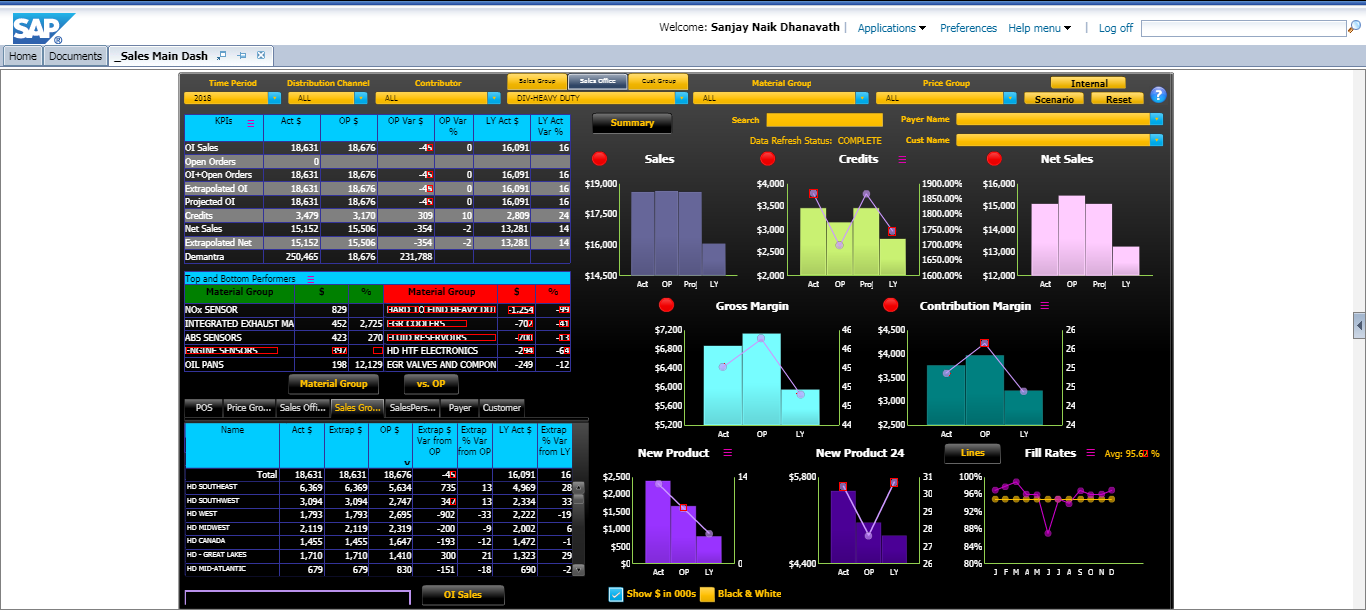 SAP ®
Welcome: Sanjay Naik Dhanavath | Applications Preferences Help menu | Log off
Home Documents _Sales Main Dash
Time Period Distribution Channel Contributor Sales Group Sales Office Cust Group Material Group Price Group Internal
2018 ALL ALL DIV-HEAVY DUTY ALL ALL Scenario Reset ?
KPIs Act $ OP $ OP Var $ OP Var % LY Act $ LY Act Var %
OI Sales 18,631 18,676 0 16,091 16
Open Orders 0
OI+Open Orders 18,631 18,676 0 16,091 16
Extrapolated OI 18,631 18,676 0 16,091 16
Projected OI 18,631 18,676 0 16,091 16
Credits 3,479 3,170 309 10 2,809 24
Net Sales 15,152 15,506 -354 -2 13,281 14
Extrapolated Net 15,152 15,506 -354 -2 13,281 14
Demantra 250,465 18,676 231,788
Summary Search Payer Name
Data Refresh Status: COMPLETE Cust Name
Top and Bottom Performers
Material Group $ % Material Group $ %
NOx SENSOR 829 HARD TO FIND HEAVY DUT -1,254 -99
INTEGRATED EXHAUST MA 452 2,725 EGR COOLERS
ABS SENSORS 423 270 FLUID RESERVOIRS
ENGINE SENSORS HD HTF ELECTRONICS -294 -64
OIL PANS 198 12,129 EGR VALVES AND COMPON -249 -12
Material Group vs. OP
POS Price Gro... Sales Offi... Sales Gro... SalesPers... Payer Customer
Name Act $ Extrap $ OP $ Extrap $ Var from OP Extrap % Var from OP LY Act $ Extrap % Var from LY
Total 18,631 18,631 18,676 16,091 16
HD SOUTHEAST 6,369 6,369 5,634 735 13 4,969 28
HD SOUTHWEST 3,094 3,094 2,747 13 2,334 33
HD WEST 1,793 1,793 2,695 -902 -33 2,222 -19
HD MIDWEST 2,119 2,119 2,319 -200 -9 2,002 6
HD CANADA 1,455 1,455 1,647 -193 -12 1,472 -1
HD - GREAT LAKES 1,710 1,710 1,410 300 21 1,323 29
HD MID-ATLANTIC 679 679 830 -151 -18 690 -2
OI Sales
Sales
$19,000
$17,500
$16,000
$14,500
Act OP Proj LY
Credits
$4,000 1900.00%
$3,500 1850.00%
1800.00%
$3,000 1750.00%
$2,500 1700.00%
1650.00%
$2,000 1600.00%
Act OP Proj LY
Net Sales
$16,000
$15,000
$14,000
$13,000
$12,000
Act OP Proj LY
Gross Margin
$7,200 46
$6,800 46
$6,400 45
$6,000 45
$5,600 45
$5,200 44
Act OP LY
Contribution Margin
$4,500 26
26
$4,000 25
$3,500 25
$3,000 25
24
$2,500 24
Act OP LY
New Product
$2,500 14
$2,000
$1,500
$1,000
$500
$0 0
Act OP LY
New Product 24
$5,800 31
30
29
28
27
$4,400 26
Act OP LY
Lines Fill Rates
100%
96%
92%
88%
84%
80%
J F M A M J J A S O N D
Show $ in 000s Black & White